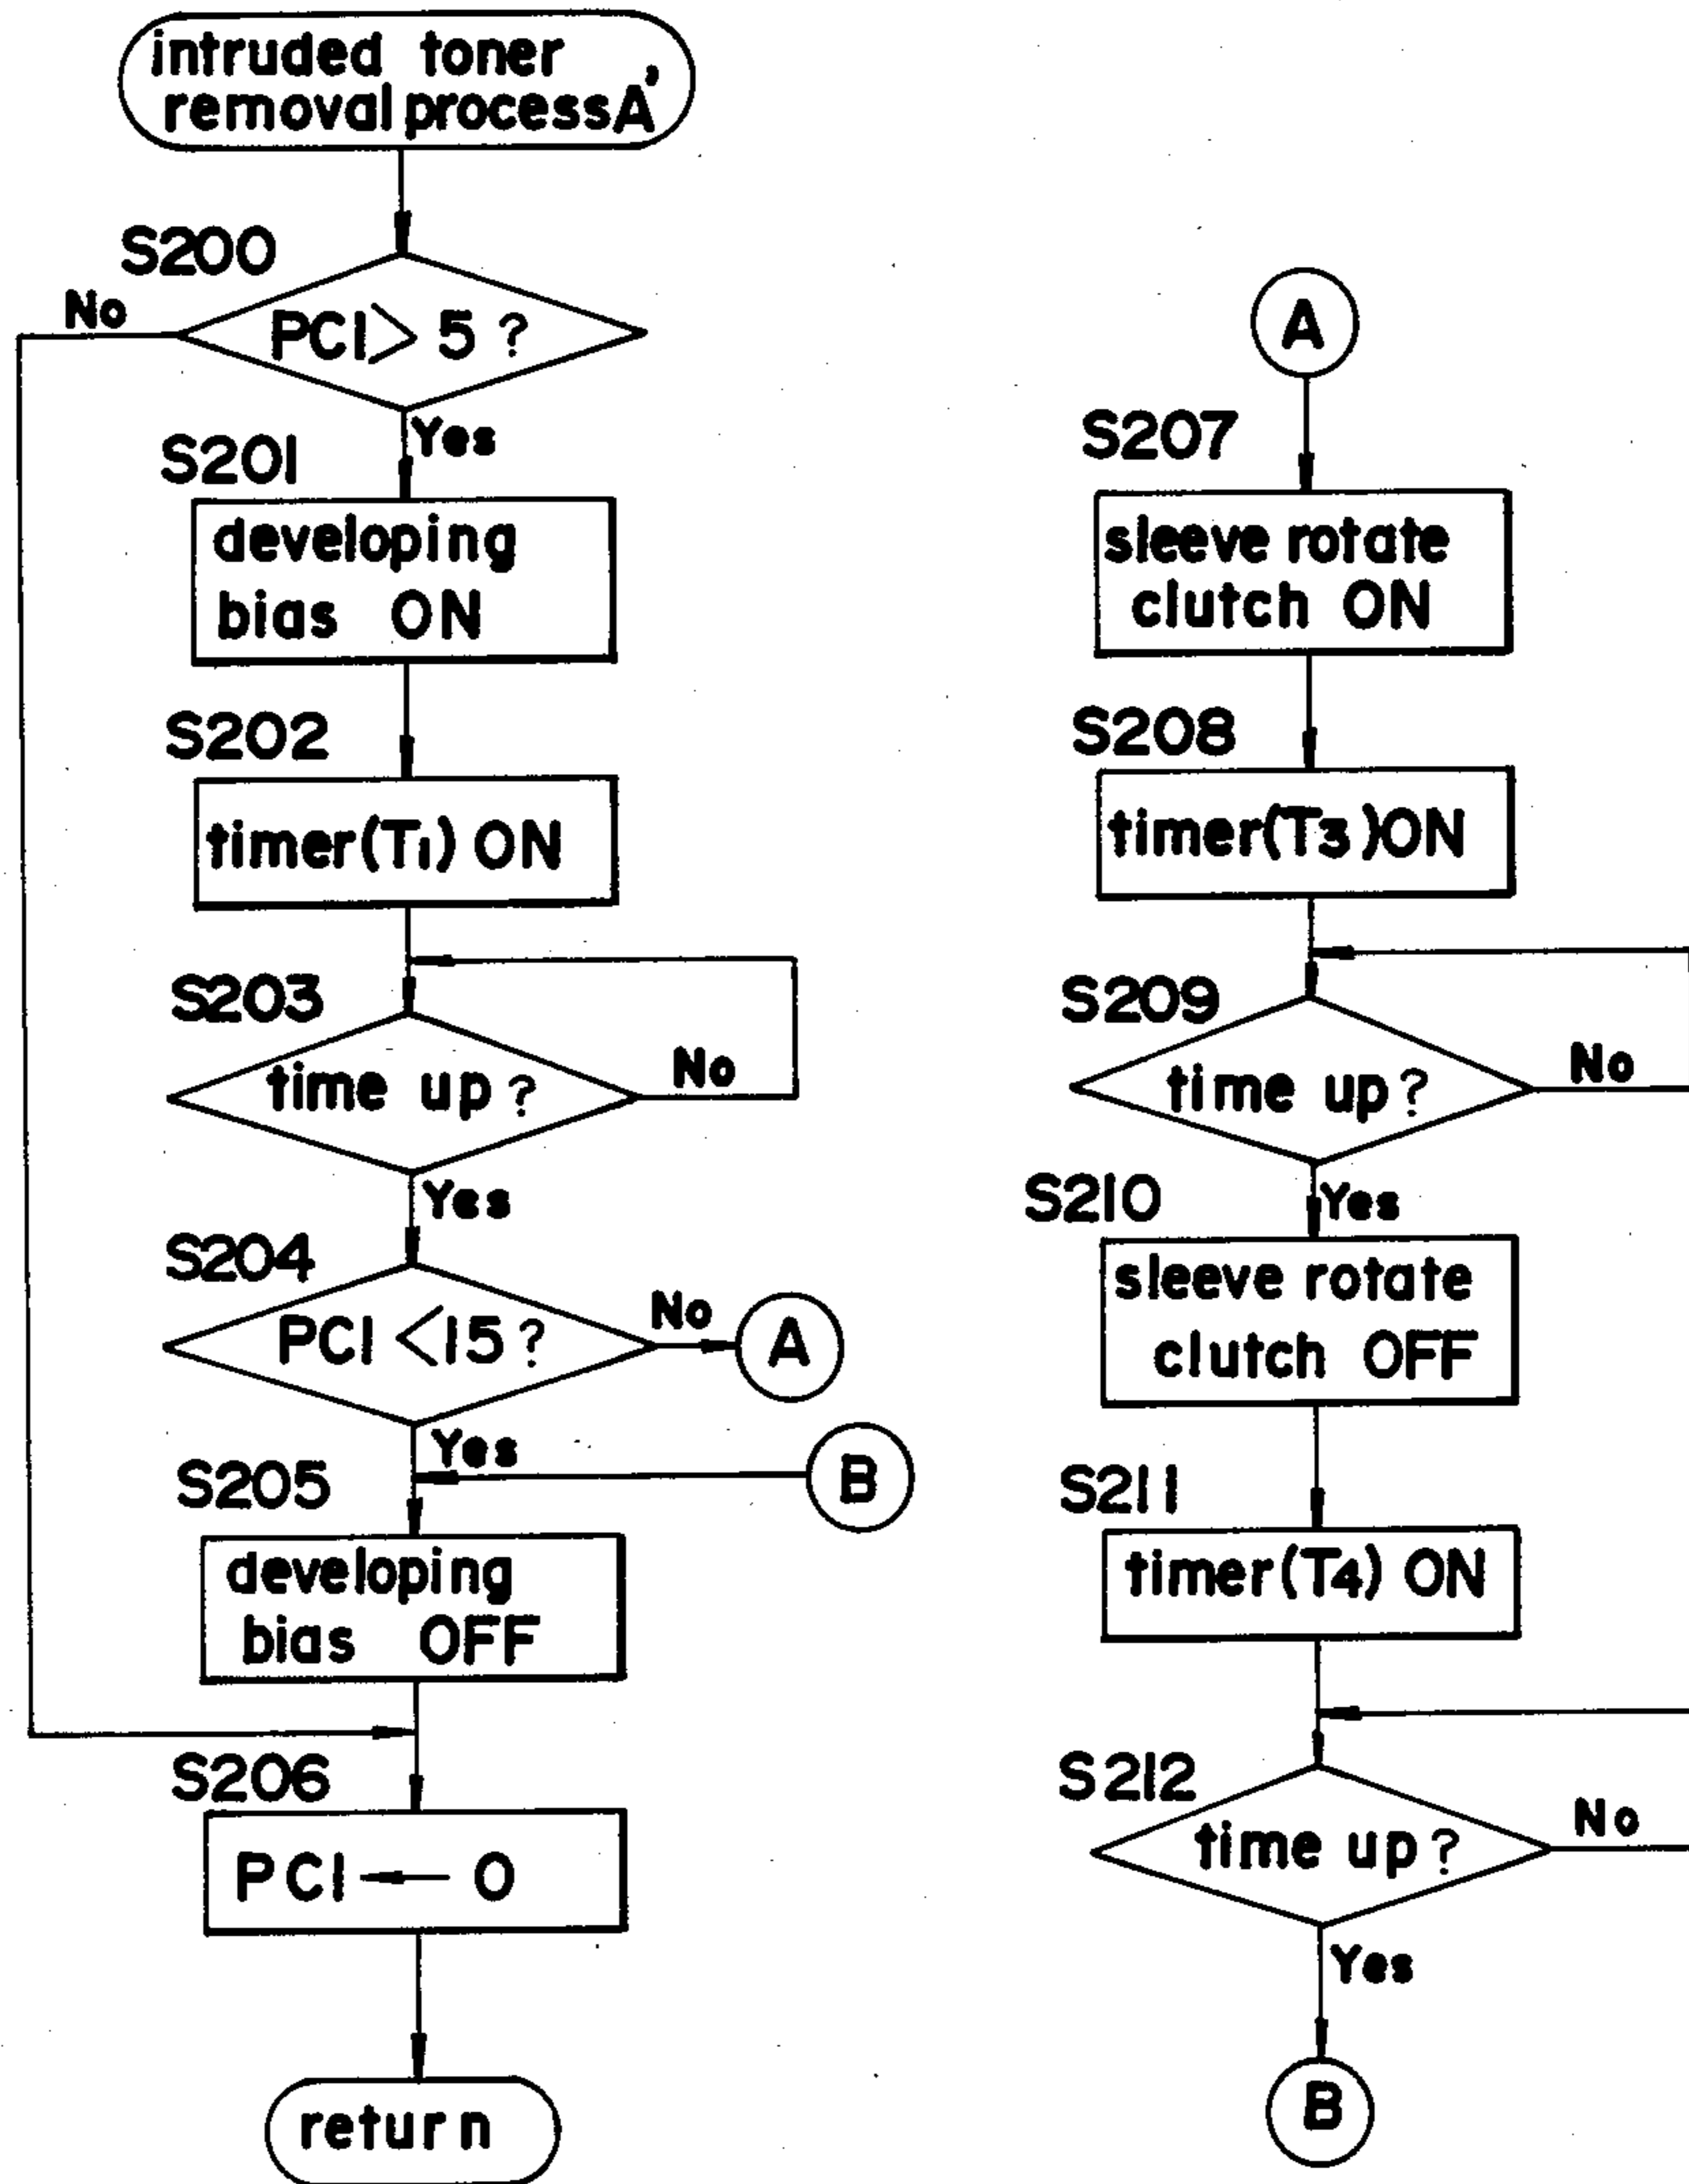 intruded toner
removal process A'
S200
No
PC1 > 5 ?
Yes
S201
developing
bias ON
S202
timer(T1) ON
S203
time up ?
No
Yes
S204
PC1 < 15 ?
No
A
Yes
B
S205
developing
bias OFF
S206
PC1 ← 0
return
A
S207
sleeve rotate
clutch ON
S208
timer(T3) ON
S209
time up ?
No
S210
Yes
sleeve rotate
clutch OFF
S211
timer(T4) ON
S212
time up ?
No
Yes
B